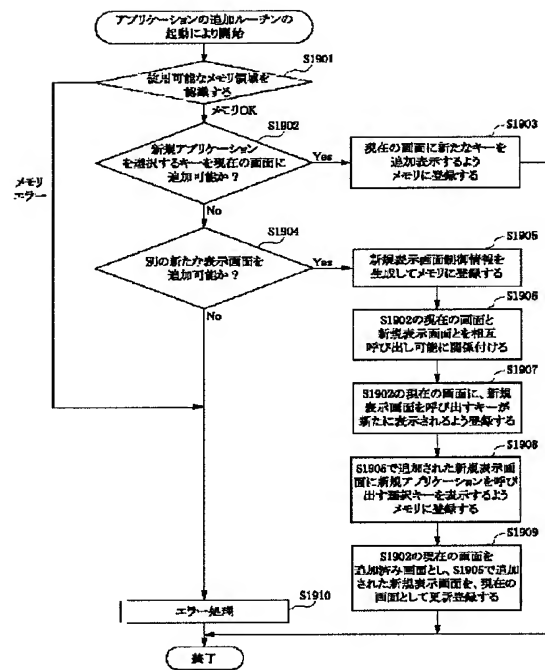 アプリケーションの追加ルーチンの
起動により開始
S1901
使用可能なメモリ領域を
認識する
メモリOK
メモリ
エラー
S1902
新規アプリケーション
を選択するキーを現在の画面に
追加可能か？
Yes
No
S1903
現在の画面に新たなキーを
追加表示するよう
メモリに登録する
S1904
別の新たな表示画面を
追加可能か？
Yes
No
S1905
新規表示画面制御情報を
生成してメモリに登録する
S1906
S1902の現在の画面と
新規表示画面とを相互
呼び出し可能に関係付ける
S1907
S1902の現在の画面に、新規
表示画面を呼び出すキーが
新たに表示されるよう登録する
S1908
S1905で追加された新規表示画
面に新規アプリケーションを呼び
出す選択キーを表示するよう
メモリに登録する
S1909
S1902の現在の画面を
追加済み画面とし、S1905で追加
された新規表示画面を、現在の
画面として更新登録する
S1910
エラー処理
終了